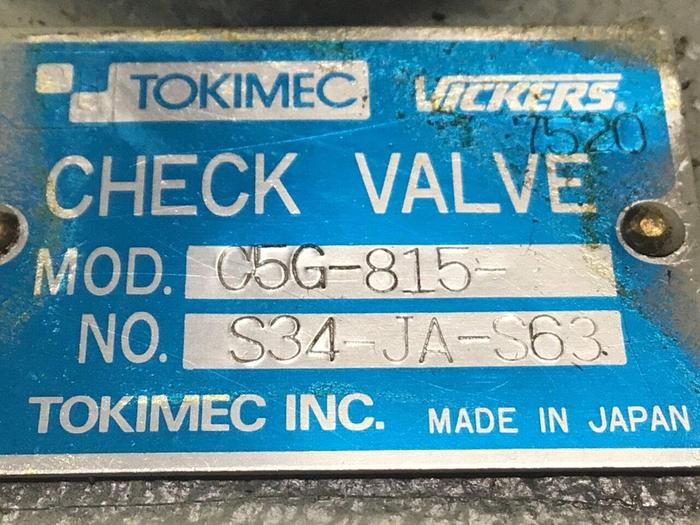 TOKIMEC VICKERS®
7520
CHECK VALVE
MOD. C5G-815-
NO. S34-JA-S63
TOKIMEC INC. MADE IN JAPAN